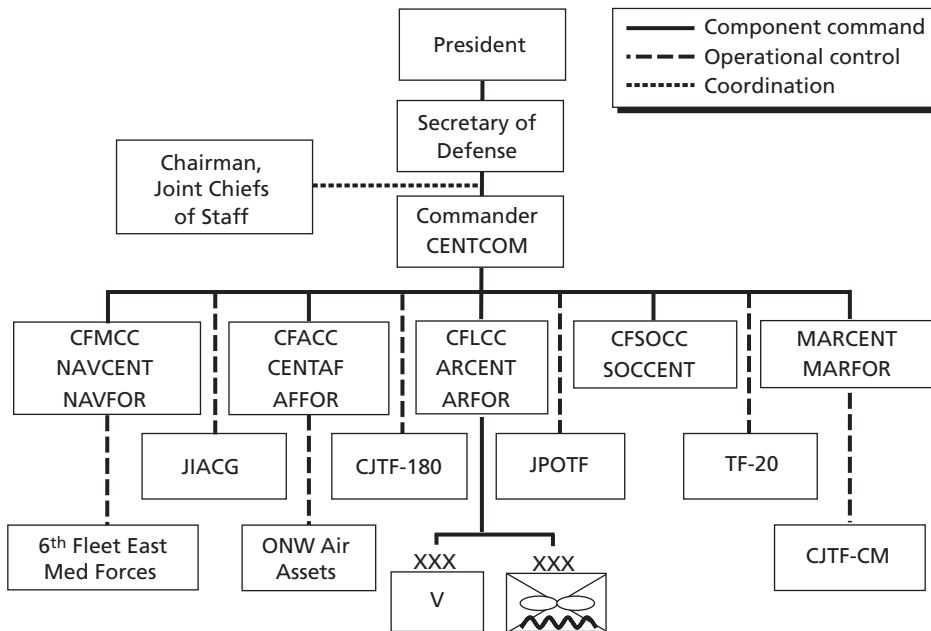 President
Component command
Operational control
Coordination
Secretary of
Defense
Chairman,
Joint Chiefs
of Staff
Commander
CENTCOM
CFMCC
NAVCENT
NAVFOR
CFACC
CENTAF
AFFOR
CFLCC
ARCENT
ARFOR
CFSOCC
SOCCENT
MARCENT
MARFOR
JIACG
CJTF-180
JPOTF
TF-20
6th Fleet East
Med Forces
ONW Air
Assets
CJTF-CM
XXX
V
XXX